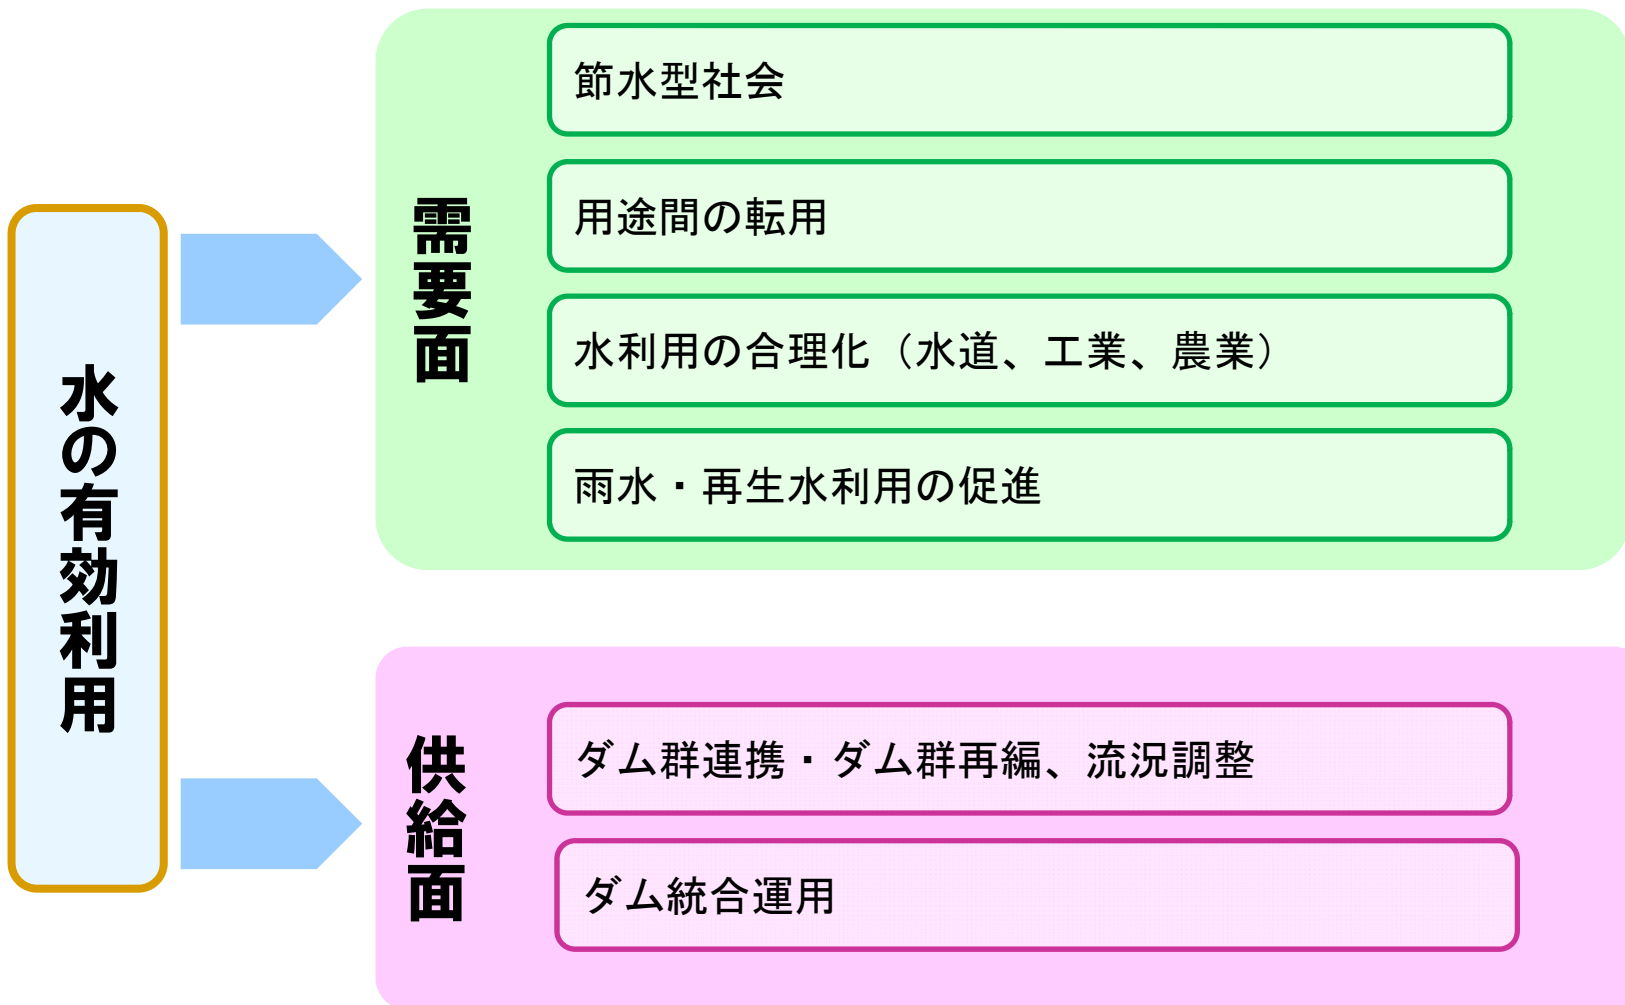 水の有効利用
需要面
節水型社会
用途間の転用
水利用の合理化（水道、工業、農業）
雨水・再生水利用の促進
供給面
ダム群連携・ダム群再編、流況調整
ダム統合運用